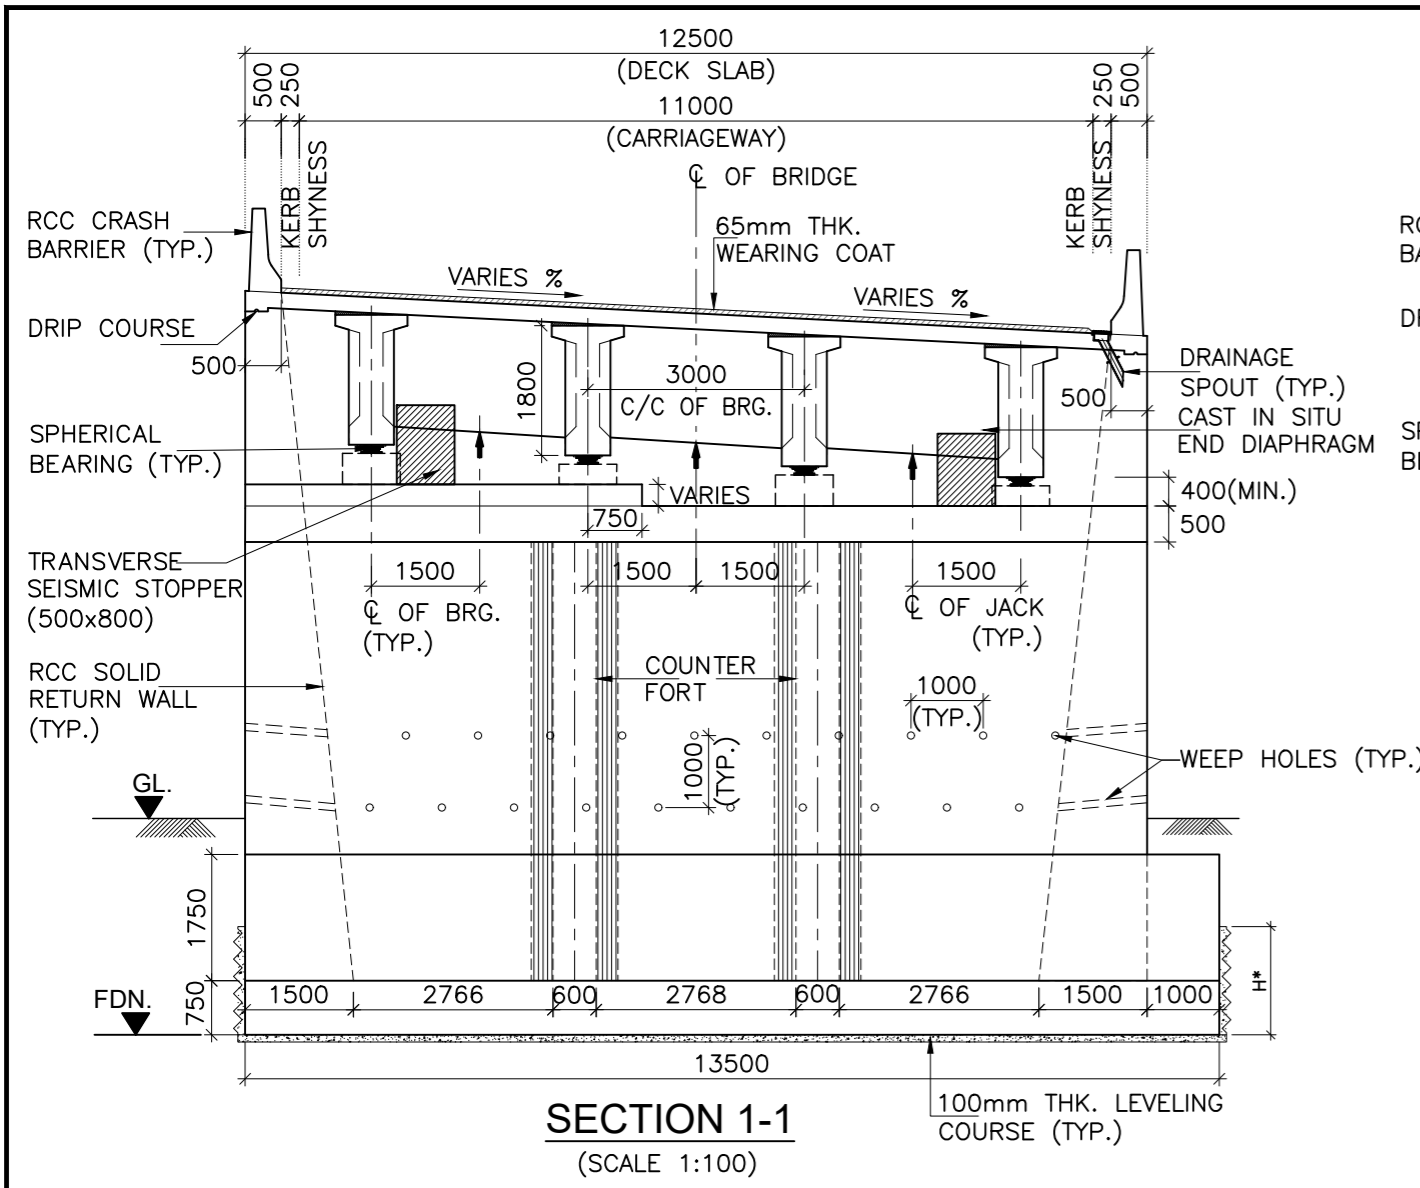 12500
(DECK SLAB)
500
250
11000
(CARRIAGEWAY)
250
500
KERB
SHYNESS
KERB
SHYNESS
℄ OF BRIDGE
RCC CRASH
BARRIER (TYP.)
65mm THK.
WEARING COAT
VARIES %
VARIES %
DRIP COURSE
500
1800
3000
C/C OF BRG.
DRAINAGE
SPOUT (TYP.)
500
CAST IN SITU
END DIAPHRAGM
SPHERICAL
BEARING (TYP.)
VARIES
400(MIN.)
750
500
TRANSVERSE
SEISMIC STOPPER
(500x800)
1500
1500
1500
1500
℄ OF BRG.
(TYP.)
℄ OF JACK
(TYP.)
RCC SOLID
RETURN WALL
(TYP.)
COUNTER
FORT
1000
(TYP.)
1000
(TYP.)
WEEP HOLES (TYP.)
GL.
1750
750
FDN.
H*
1500
2766
600
2768
600
2766
1500
1000
13500
100mm THK. LEVELING
COURSE (TYP.)
SECTION 1-1
(SCALE 1:100)